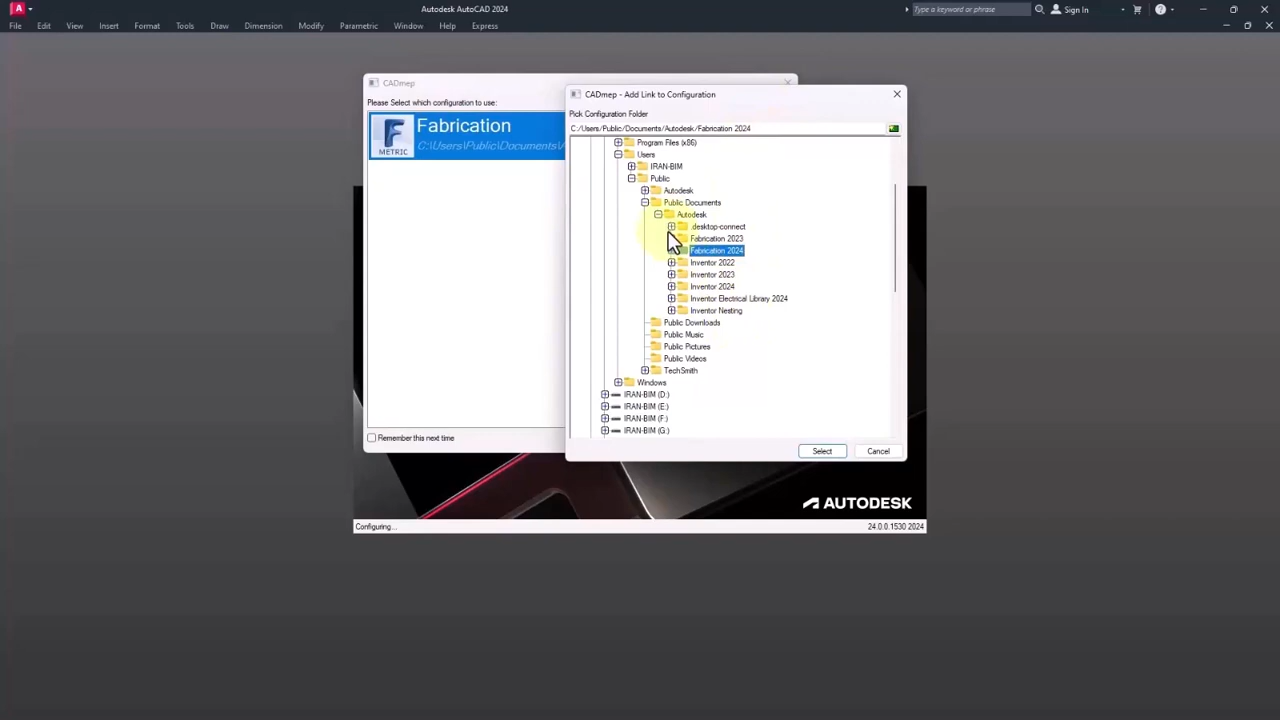 Autodesk AutoCAD 2024
Type a keyword or phrase
Sign In
File Edit View Insert Format Tools Draw Dimension Modify Parametric Window Help Express
CADmep
Please Select which configuration to use:
Fabrication
C:\Users\Public\Documents\A
METRIC
Remember this next time
CADmep - Add Link to Configuration
Pick Configuration Folder
C:/Users/Public/Documents/Autodesk/Fabrication 2024
Program Files (x86)
Users
IRAN-BIM
Public
Autodesk
Public Documents
Autodesk
.desktop-connect
Fabrication 2023
Fabrication 2024
Inventor 2022
Inventor 2023
Inventor 2024
Inventor Electrical Library 2024
Inventor Nesting
Public Downloads
Public Music
Public Pictures
Public Videos
TechSmith
Windows
IRAN-BIM (D:)
IRAN-BIM (E:)
IRAN-BIM (F:)
IRAN-BIM (G:)
Select Cancel
AUTODESK
Configuring... 24.0.0.1530 2024